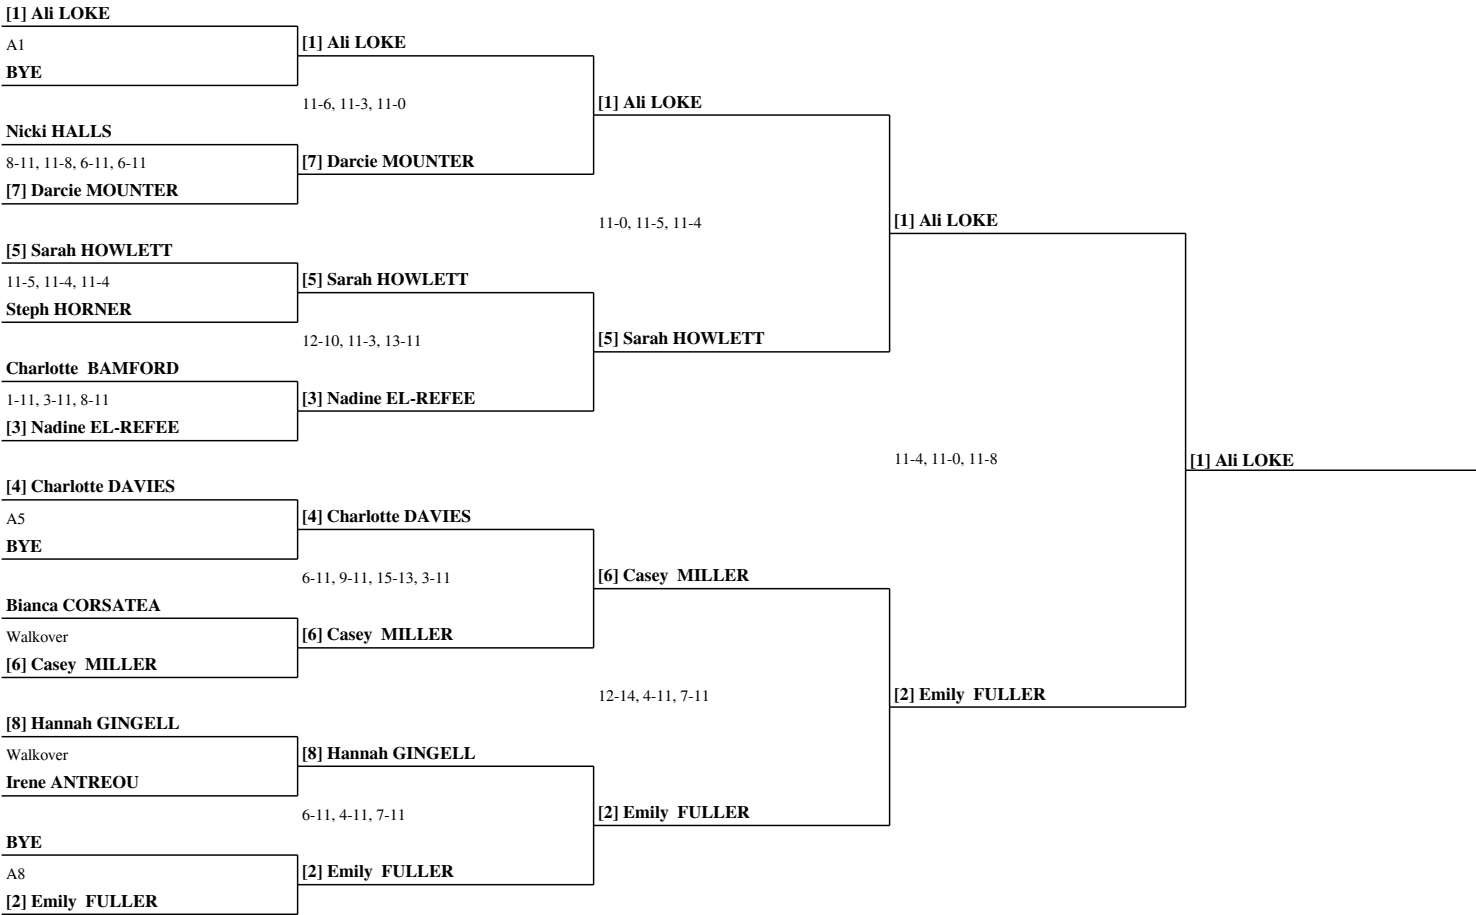 [1] Ali LOKE
A1
BYE
Nicki HALLS
8-11, 11-8, 6-11, 6-11
[7] Darcie MOUNTER
[5] Sarah HOWLETT
11-5, 11-4, 11-4
Steph HORNER
Charlotte BAMFORD
1-11, 3-11, 8-11
[3] Nadine EL-REFEE
[4] Charlotte DAVIES
A5
BYE
Bianca CORSATEA
Walkover
[6] Casey MILLER
[8] Hannah GINGELL
Walkover
Irene ANTREOU
BYE
A8
[2] Emily FULLER
[1] Ali LOKE
11-6, 11-3, 11-0
[7] Darcie MOUNTER
[5] Sarah HOWLETT
12-10, 11-3, 13-11
[3] Nadine EL-REFEE
[4] Charlotte DAVIES
6-11, 9-11, 15-13, 3-11
[6] Casey MILLER
[8] Hannah GINGELL
6-11, 4-11, 7-11
[2] Emily FULLER
[1] Ali LOKE
11-0, 11-5, 11-4
[5] Sarah HOWLETT
[6] Casey MILLER
12-14, 4-11, 7-11
[2] Emily FULLER
[1] Ali LOKE
11-4, 11-0, 11-8
[2] Emily FULLER
[1] Ali LOKE